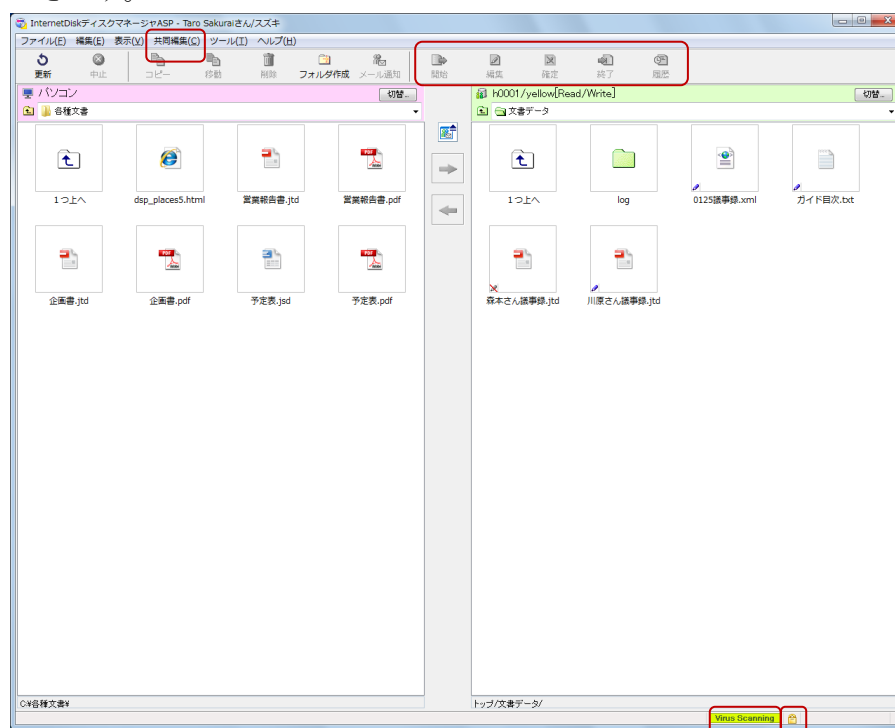 InternetDiskディスクマネージャASP - Taro Sakuraiさん/スズキ
ファイル(F) 編集(E) 表示(V) 共同編集(C) ツール(T) ヘルプ(H)
更新 中止 コピー 移動 削除 フォルダ作成 メール通知 開始 編集 確定 終了 履歴
パソコン 切替... h0001/yellow[Read/Write] 切替...
各種文書 文書データ
1つ上へ dsp_places5.html 営業報告書.jtd 営業報告書.pdf 1つ上へ log 0125議事録.xml ガイド目次.txt
企画書.jtd 企画書.pdf 予定表.jsd 予定表.pdf 森本さん議事録.jtd 川原さん議事録.jtd
C:¥各種文書¥ トップ/文書データ/
Virus Scanning